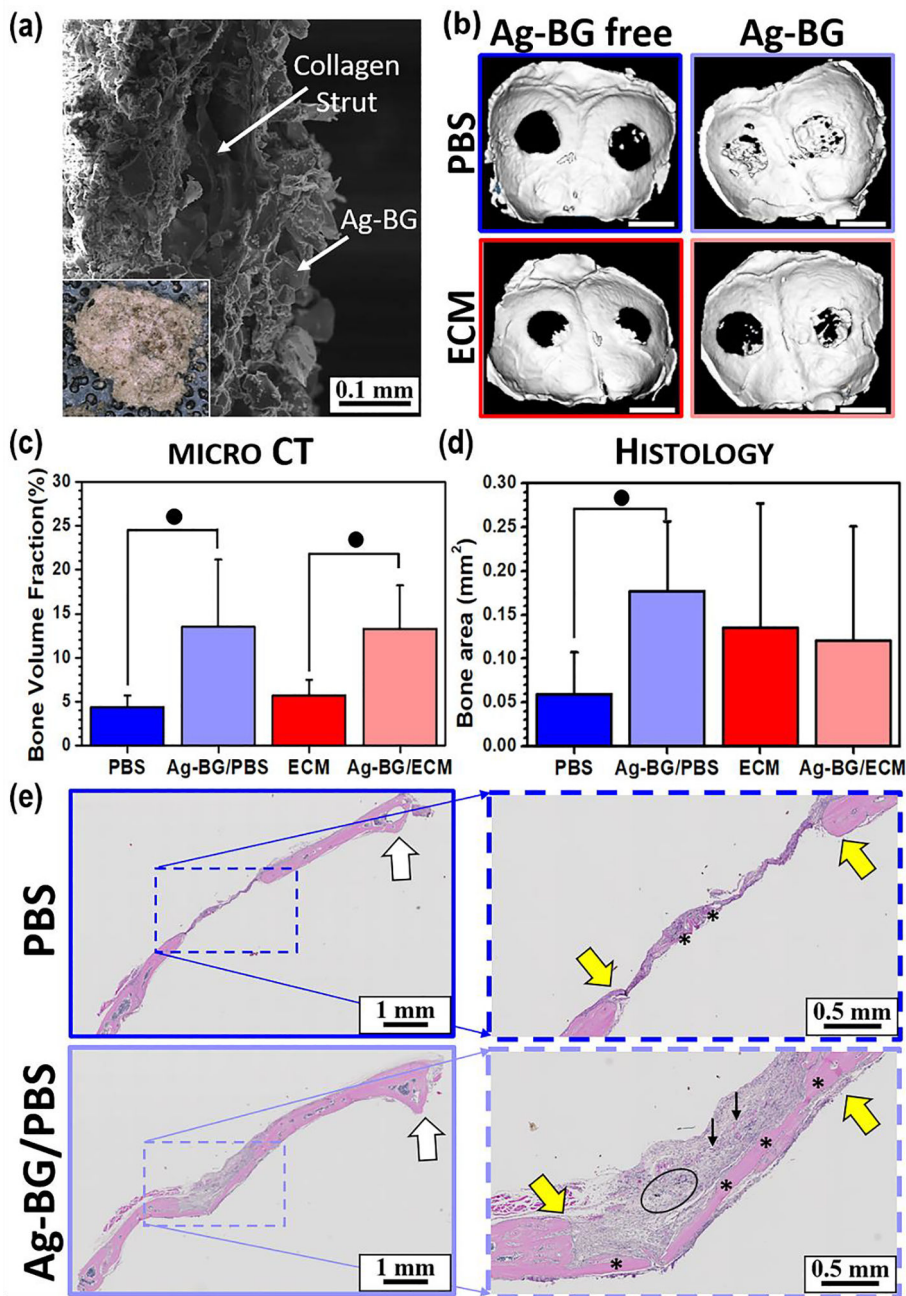 (a)
Collagen
Strut
Ag-BG
0.1 mm
(b)
Ag-BG free
Ag-BG
PBS
ECM
(c)
MICRO CT
Bone Volume Fraction(%)
30
25
20
15
10
5
0
PBS
Ag-BG/PBS
ECM
Ag-BG/ECM
(d)
HISTOLOGY
Bone area (mm²)
0.30
0.25
0.20
0.15
0.10
0.05
0.00
PBS
Ag-BG/PBS
ECM
Ag-BG/ECM
(e)
PBS
1 mm
*
*
0.5 mm
Ag-BG/PBS
1 mm
*
*
*
*
0.5 mm